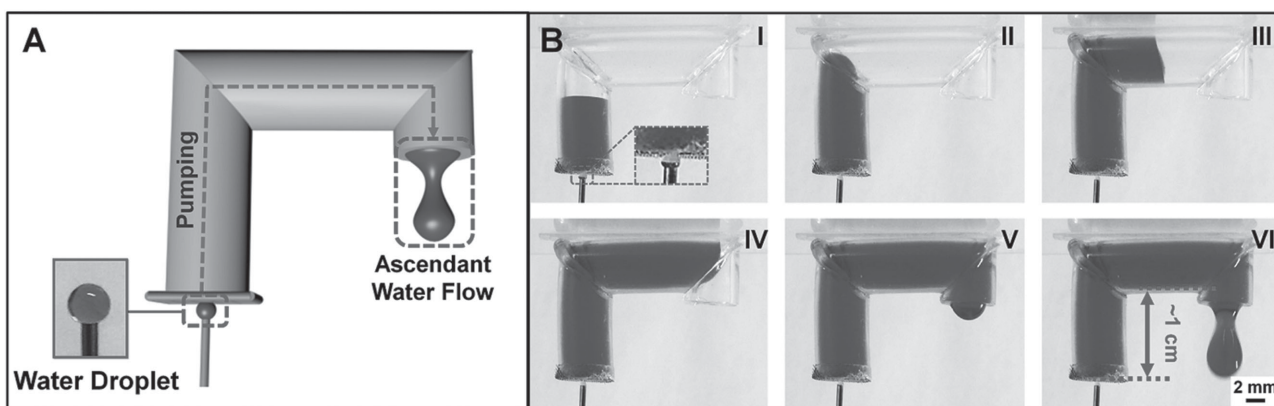 A
Pumping
Ascendant
Water Flow
Water Droplet
B
I
II
III
IV
V
VI
~1 cm
2 mm